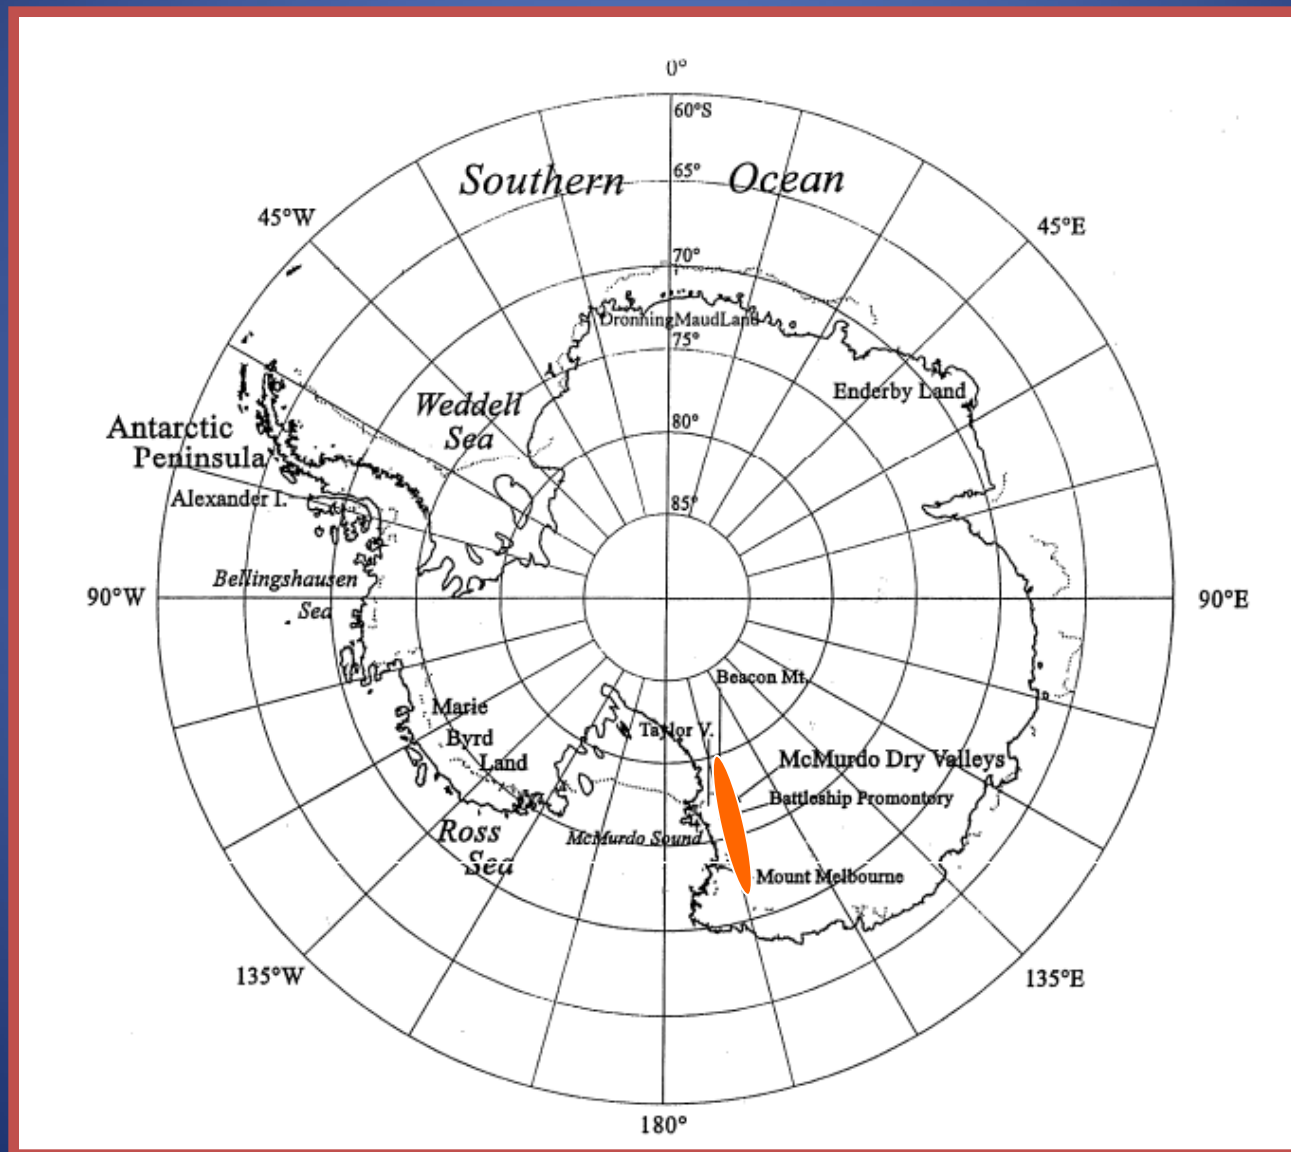 0°
60°S
Southern Ocean
65°
45°W
45°E
70°
DronningMaudLand
75°
Enderby Land
Weddell
Sea
80°
Antarctic
Peninsula
Alexander I.
85°
Bellingshausen
Sea
90°W
90°E
Beacon Mt.
Marie
Byrd
Land
Taylor V.
McMurdo Dry Valleys
Battleship Promontory
Ross
Sea
McMurdo Sound
Mount Melbourne
135°W
135°E
180°